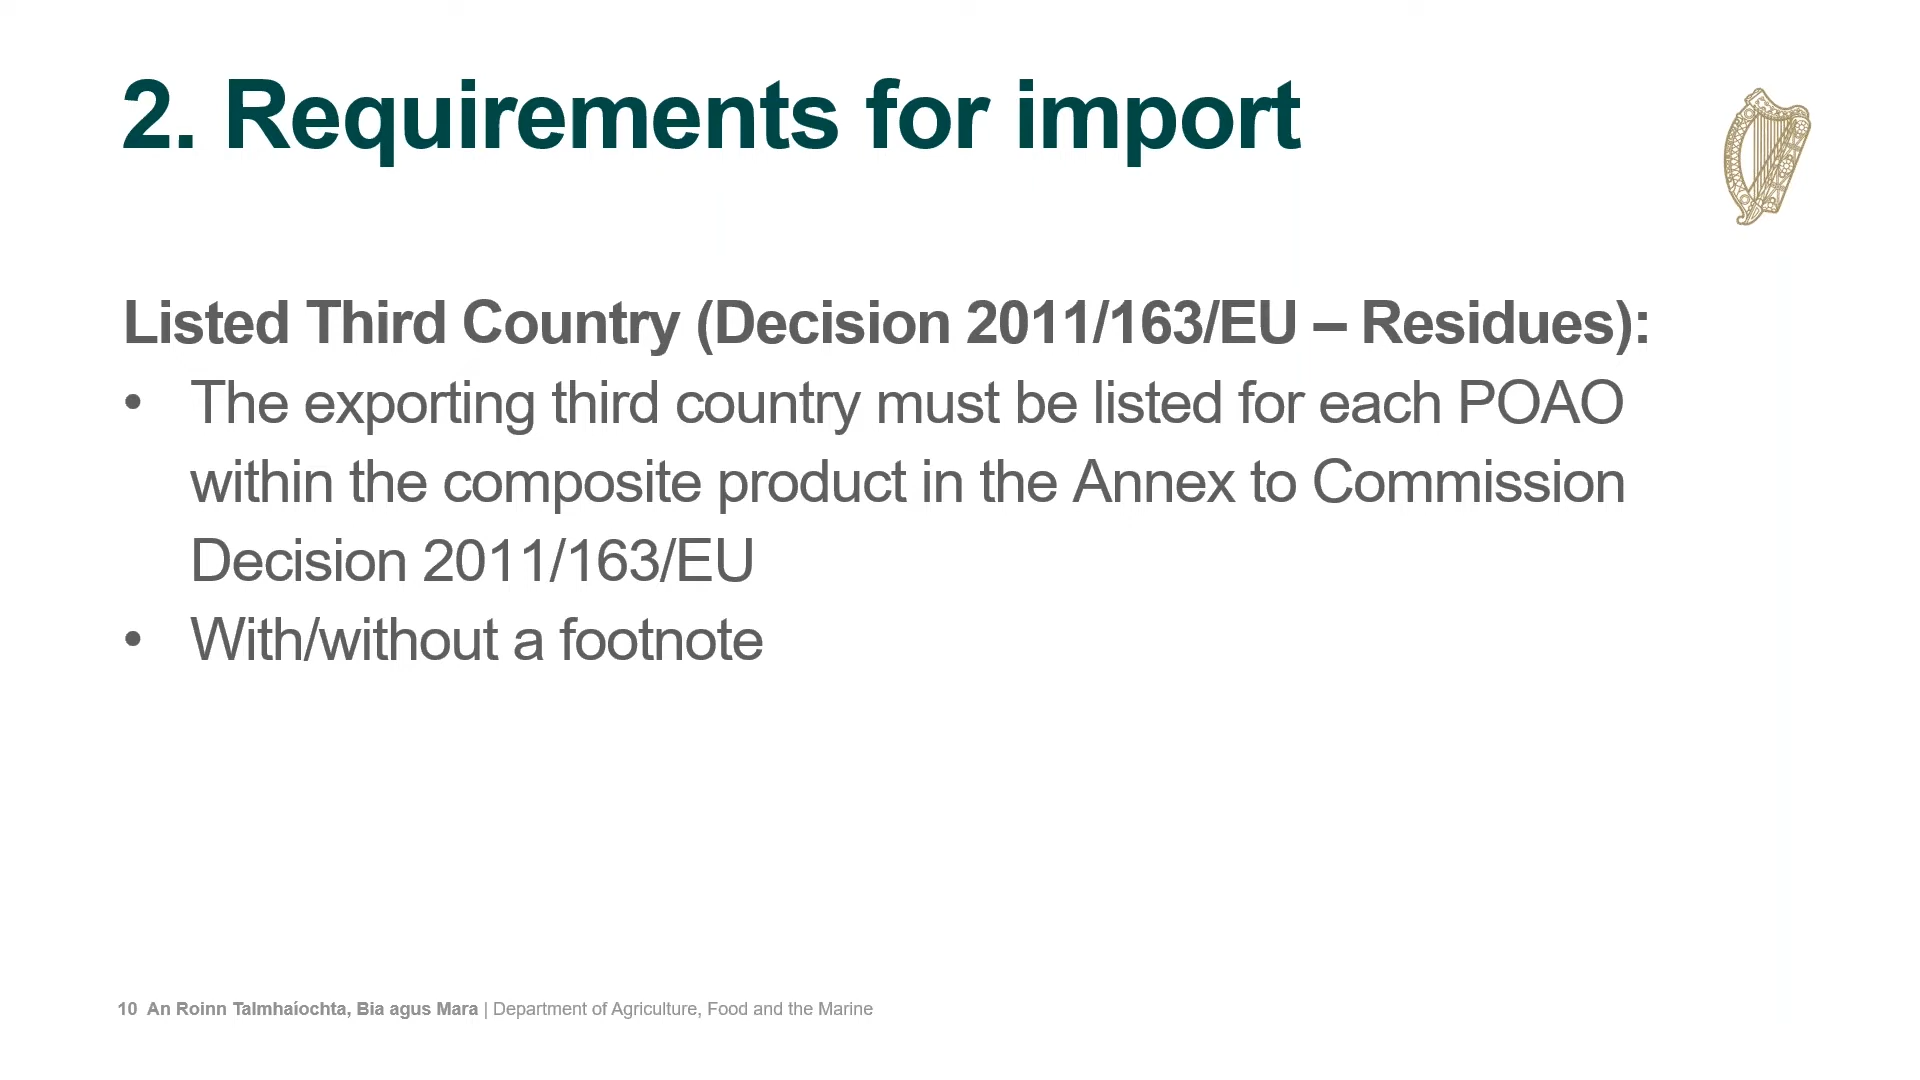 2. Requirements for import
Listed Third Country (Decision 2011/163/EU – Residues):
• The exporting third country must be listed for each POAO
within the composite product in the Annex to Commission
Decision 2011/163/EU
• With/without a footnote
10 An Roinn Talmhaíochta, Bia agus Mara | Department of Agriculture, Food and the Marine